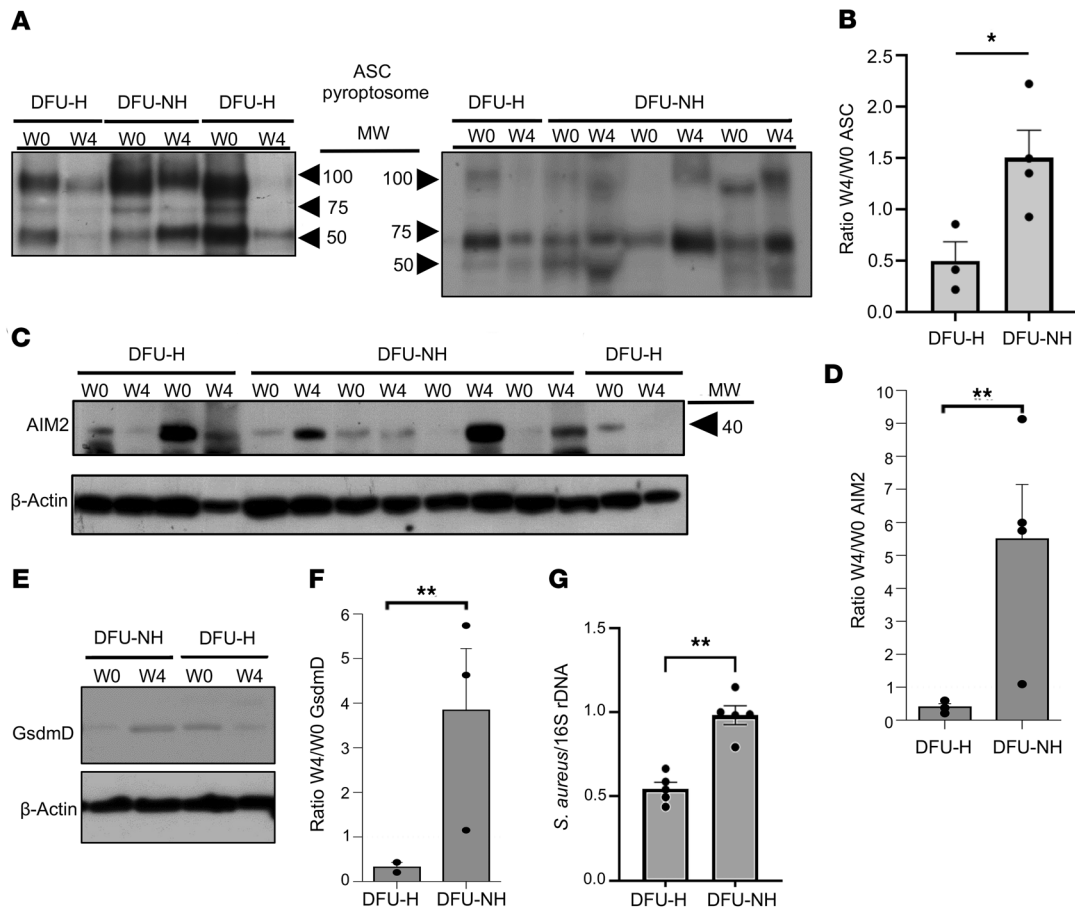 A
ASC
pyroptosome
MW
DFU-H DFU-NH DFU-H
W0 W4 W0 W4 W0 W4
100
75
50
DFU-H DFU-NH
W0 W4 W0 W4 W0 W4 W0 W4
100
75
50
B
*
Ratio W4/W0 ASC
2.5
2.0
1.5
1.0
0.5
0.0
DFU-H DFU-NH
C
DFU-H DFU-NH DFU-H
W0 W4 W0 W4 W0 W4 W0 W4 W0 W4 W0 W4 W0 W4 MW
AIM2
40
β-Actin
D
**
Ratio W4/W0 AIM2
10
9
8
7
6
5
4
3
2
1
0
DFU-H DFU-NH
E
DFU-NH DFU-H
W0 W4 W0 W4
GsdmD
β-Actin
F
**
Ratio W4/W0 GsdmD
6
5
4
3
2
1
0
DFU-H DFU-NH
G
**
S. aureus/16S rDNA
1.5
1.0
0.5
0.0
DFU-H DFU-NH